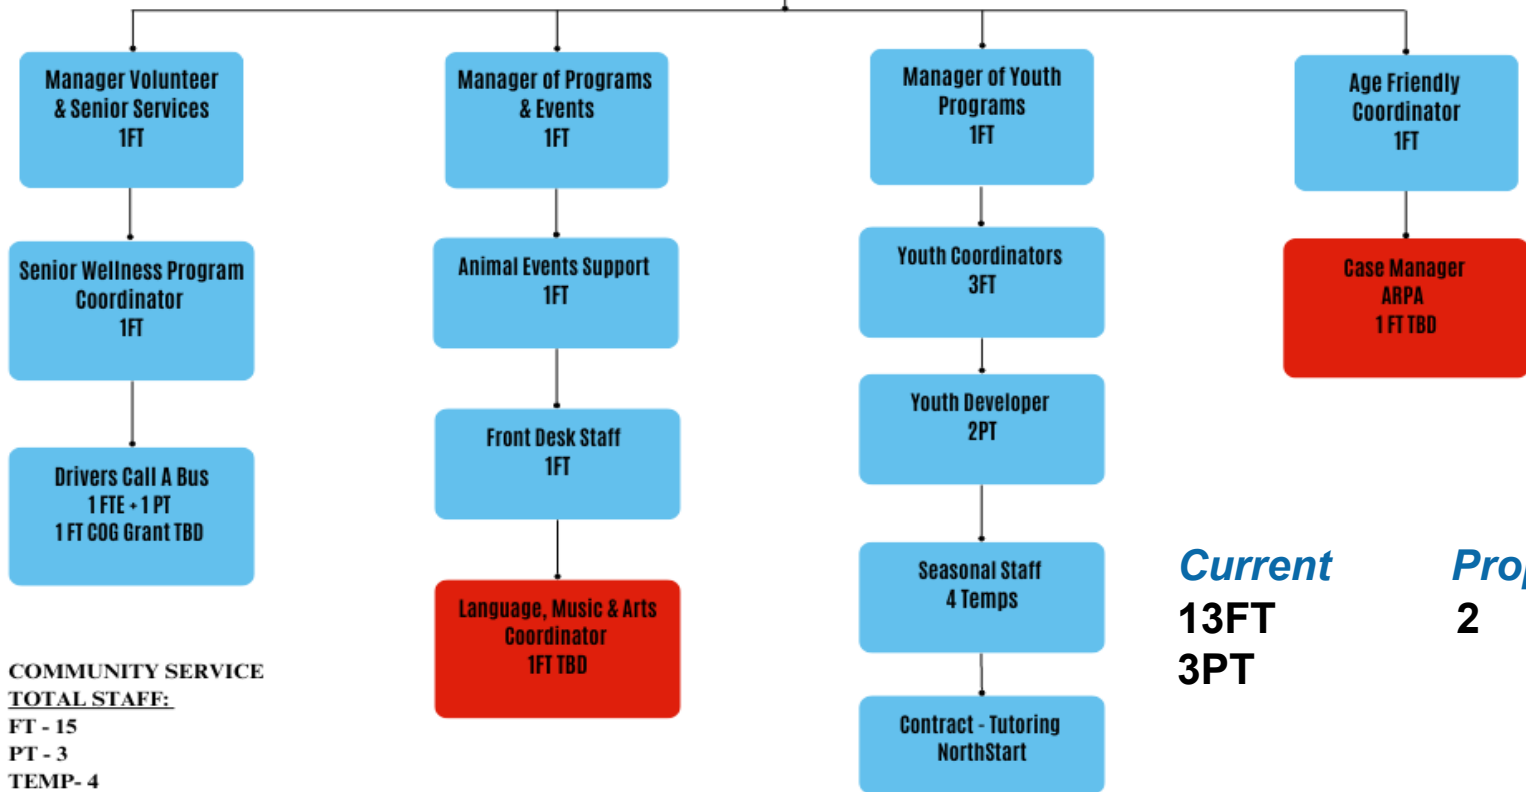 Manager Volunteer
& Senior Services
1FT
Senior Wellness Program
Coordinator
1FT
Drivers Call A Bus
1 FTE + 1 PT
1 FT COG Grant TBD
Manager of Programs
& Events
1FT
Animal Events Support
1FT
Front Desk Staff
1FT
Language, Music & Arts
Coordinator
1FT TBD
Manager of Youth
Programs
1FT
Youth Coordinators
3FT
Youth Developer
2PT
Seasonal Staff
4 Temps
Contract - Tutoring
NorthStart
Age Friendly
Coordinator
1FT
Case Manager
ARPA
1 FT TBD
Current
13FT
3PT
2
COMMUNITY SERVICE
TOTAL STAFF:
FT - 15
PT - 3
TEMP- 4